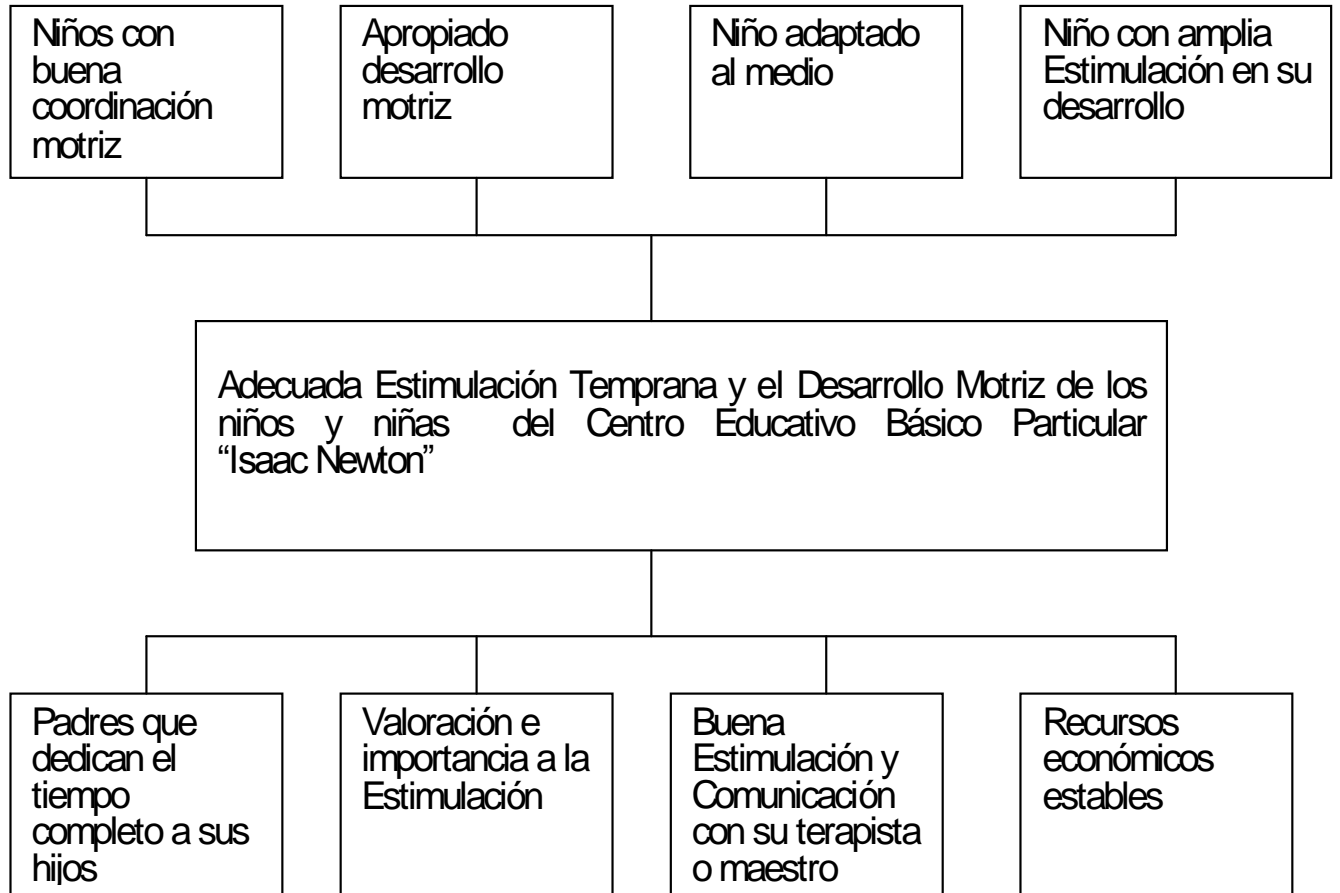 Niños con
buena
coordinación
motriz
Apropiado
desarrollo
motriz
Niño adaptado
al medio
Niño con amplia
Estimulación en su
desarrollo
Adecuada Estimulación Temprana y el Desarrollo Motriz de los
niños y niñas del Centro Educativo Básico Particular
“Isaac Newton”
Padres que
dedican el
tiempo
completo a sus
hijos
Valoración e
importancia a la
Estimulación
Buena
Estimulación y
Comunicación
con su terapista
o maestro
Recursos
económicos
estables